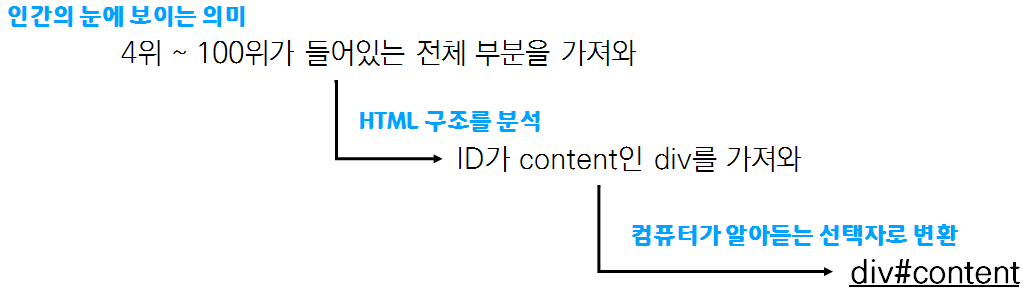 인간의 눈에 보이는 의미
4위 ~ 100위가 들어있는 전체 부분을 가져와
HTML 구조를 분석
ID가 content인 div를 가져와
컴퓨터가 알아듣는 선택자로 변환
div#content